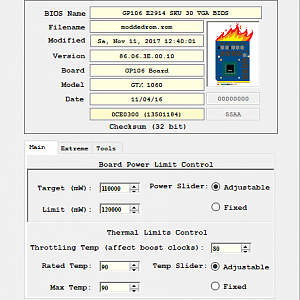 BIOS Name GP106 E2914 SKU 30 VGA BIOS
Filename moddedrom.rom
Modified Sa, Nov 11, 2017 12:40:01
Version 86.06.3E.00.10
Board GP106 Board
Model GTX 1060
Date 11/04/16 00000000
DCE0300 (13501184) 55AA
Checksum (32 bit)
Main Extreme Tools
Board Power Limit Control
Target (mW): 110000 Power Slider: Adjustable
Limit (mW): 120000 Fixed
Thermal Limits Control
Throttling Temp (affect boost clocks): 80
Rated Temp: 90 Temp Slider: Adjustable
Max Temp: 90 Fixed